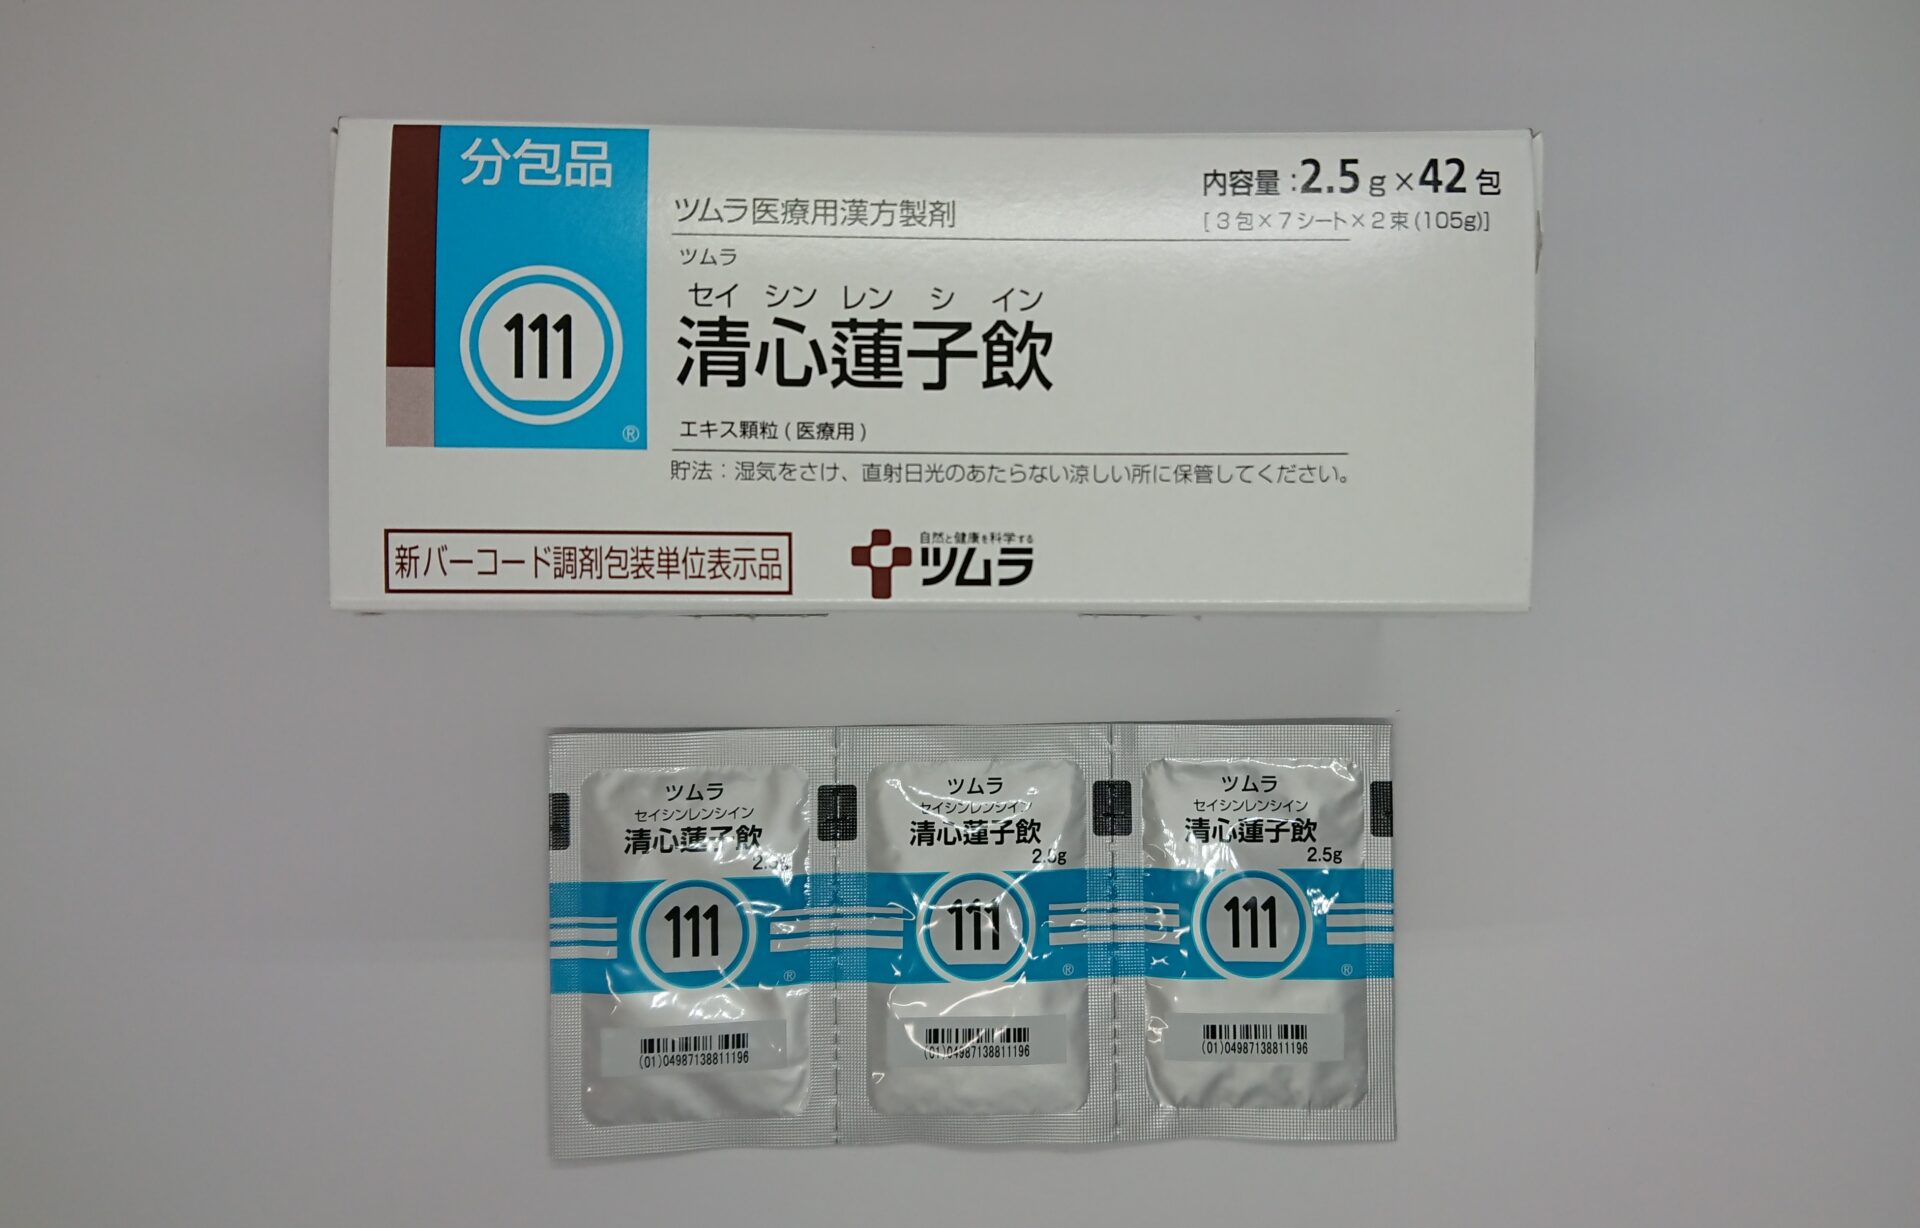 分包品
111
®
内容量：2.5g×42包
[3包×7シート×2束(105g)]
ツムラ医療用漢方製剤
ツムラ
セイ シン レン シ イン
清心蓮子飲
エキス顆粒(医療用)
貯法：湿気をさけ、直射日光のあたらない涼しい所に保管してください。
新バーコード調剤包装単位表示品
自然と健康を科学する
ツムラ
ツムラ
セイシンレンシイン
清心蓮子飲
2.5g
111
®
(01)04987138811196
ツムラ
セイシンレンシイン
清心蓮子飲
2.5g
111
®
(01)04987138811196
ツムラ
セイシンレンシイン
清心蓮子飲
2.5g
111
®
(01)04987138811196